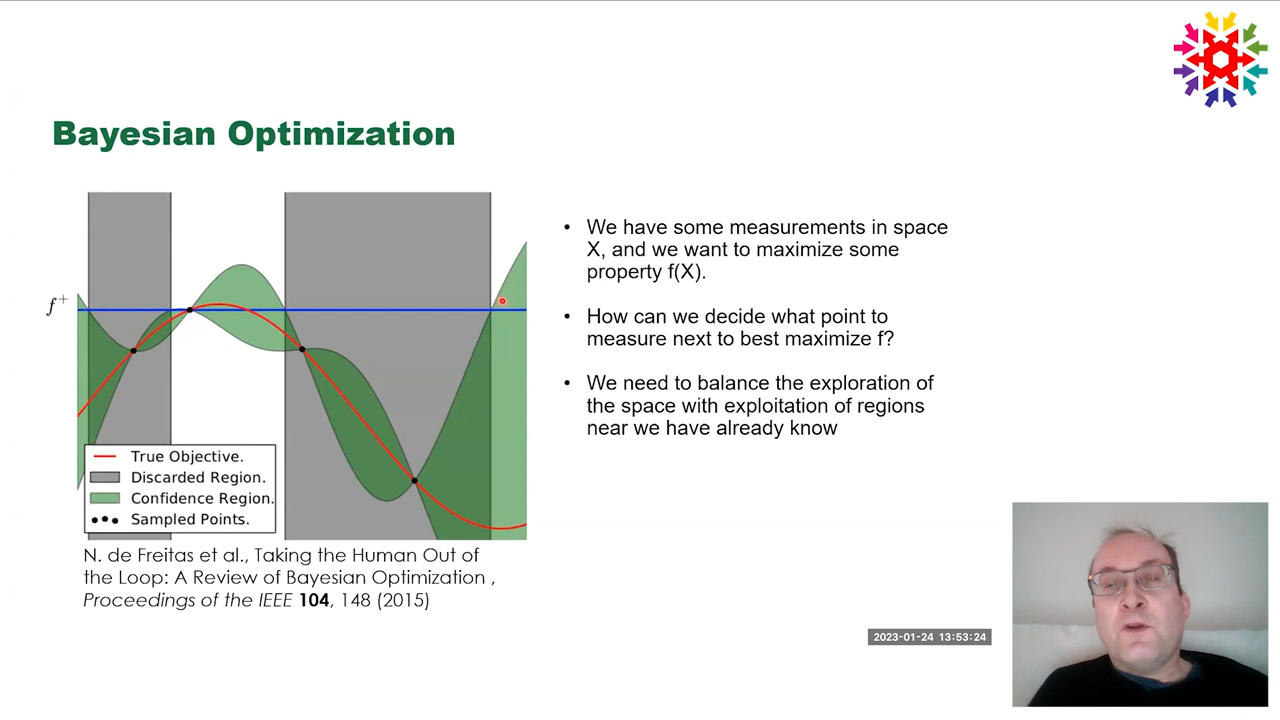 Bayesian Optimization
f+
True Objective.
Discarded Region.
Confidence Region.
Sampled Points.
N. de Freitas et al., Taking the Human Out of
the Loop: A Review of Bayesian Optimization ,
Proceedings of the IEEE 104, 148 (2015)
• We have some measurements in space
X, and we want to maximize some
property f(X).
• How can we decide what point to
measure next to best maximize f?
• We need to balance the exploration of
the space with exploitation of regions
near we have already know
2023-01-24 13:53:24